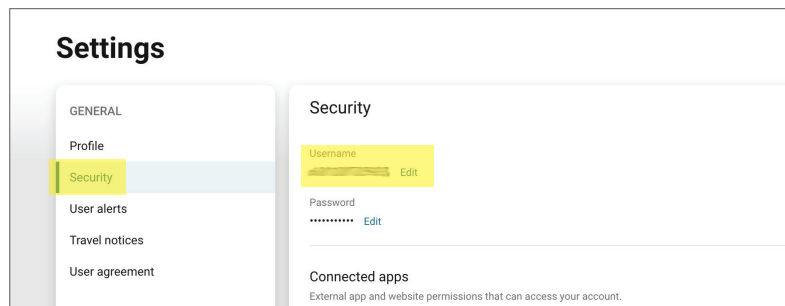 Settings
GENERAL
Profile
Security
User alerts
Travel notices
User agreement
Security
Username
Edit
Password
••••••••••• Edit
Connected apps
External app and website permissions that can access your account.